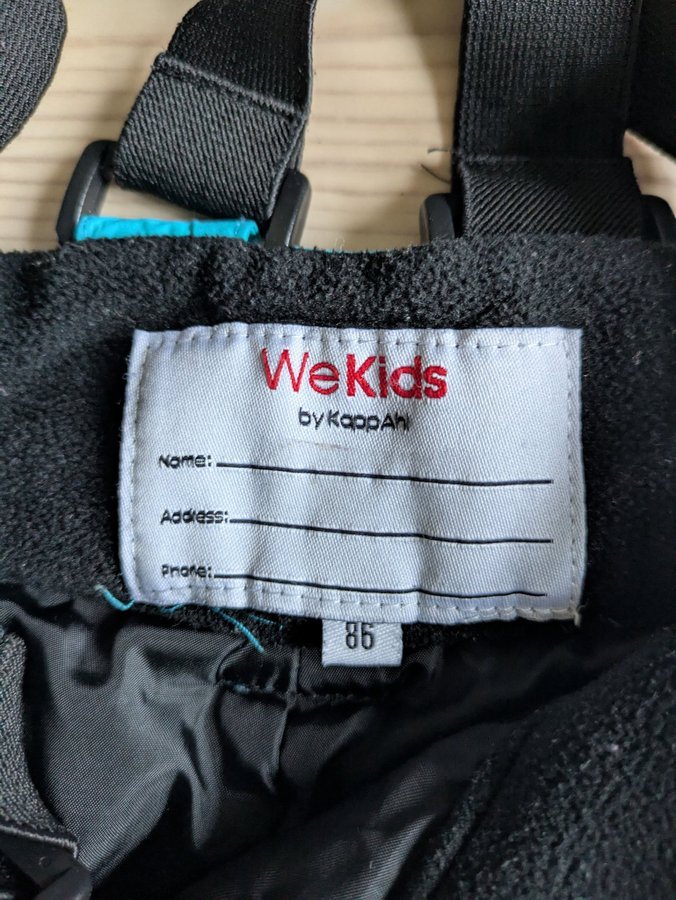 WeKids
by KappAhl
Name:
Address:
Phone:
86